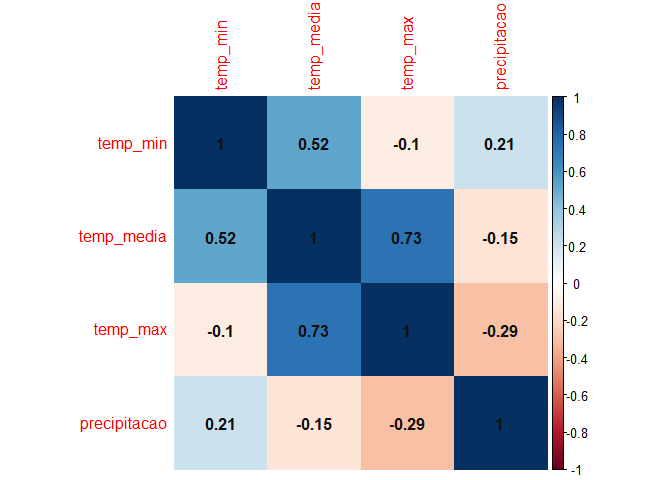 temp_min
temp_media
temp_max
precipitacao
temp_min 1 0.52 -0.1 0.21
temp_media 0.52 1 0.73 -0.15
temp_max -0.1 0.73 1 -0.29
precipitacao 0.21 -0.15 -0.29 1
1
0.8
0.6
0.4
0.2
0
-0.2
-0.4
-0.6
-0.8
-1